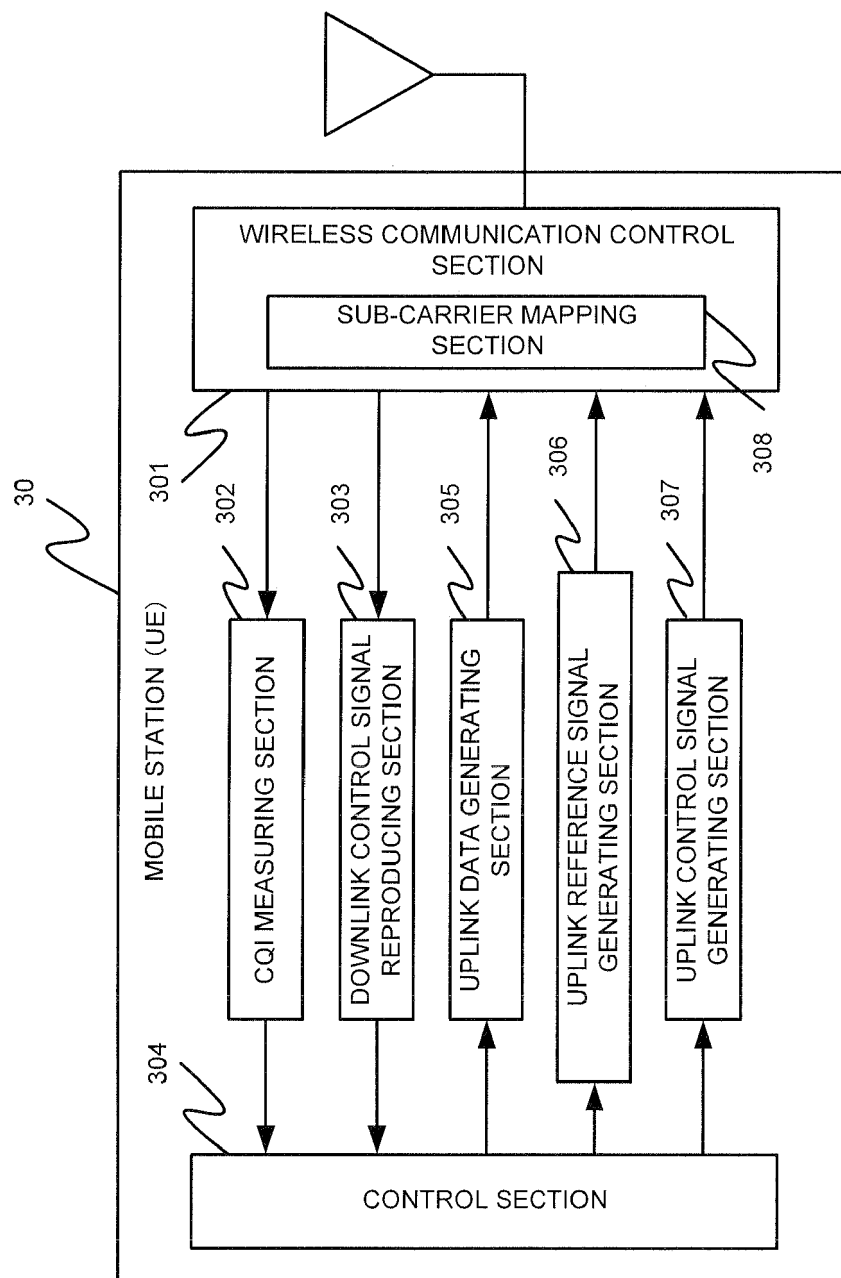 30
MOBILE STATION (UE)
301
WIRELESS COMMUNICATION CONTROL
SECTION
SUB-CARRIER MAPPING
SECTION
308
302
CQI MEASURING SECTION
303
DOWNLINK CONTROL SIGNAL
REPRODUCING SECTION
305
UPLINK DATA GENERATING
SECTION
306
UPLINK REFERENCE SIGNAL
GENERATING SECTION
307
UPLINK CONTROL SIGNAL
GENERATING SECTION
304
CONTROL SECTION